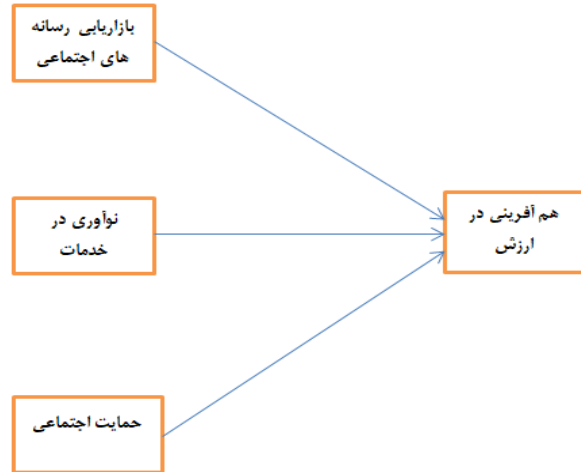 بازاریابی رسانه
های اجتماعی
نوآوری در
خدمات
هم آفرینی در
ارزش
حمایت اجتماعی